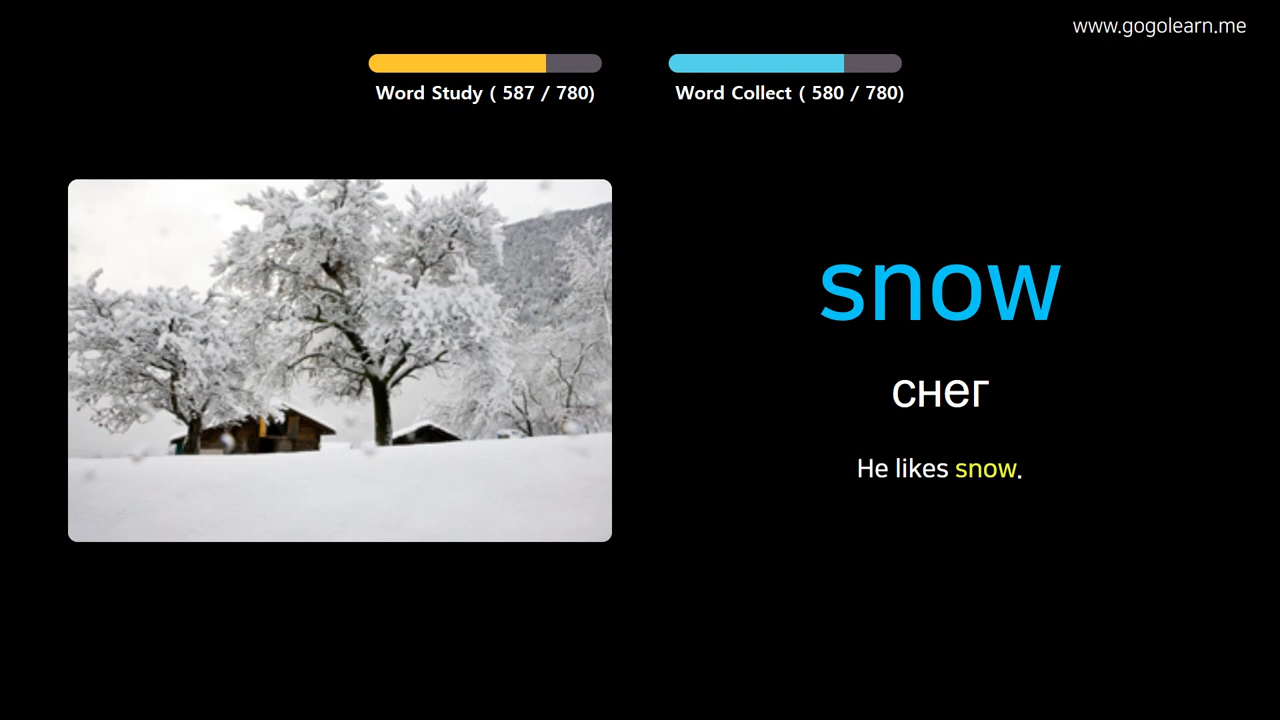 www.gogolearn.me
Word Study ( 587 / 780)
Word Collect ( 580 / 780)
snow
снег
He likes snow.